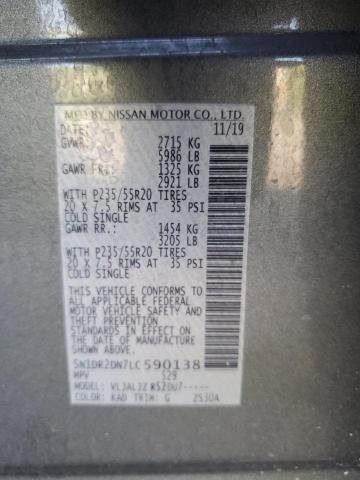 MFD BY NISSAN MOTOR CO., LTD.
DATE: 11/19
GVWR: 2715 KG
5986 LB
GAWR FR.: 1325 KG
2921 LB
WITH P235/55R20 TIRES
20 X 7.5 RIMS AT 35 PSI
COLD SINGLE
GAWR RR.: 1454 KG
3205 LB
WITH P235/55R20 TIRES
20 X 7.5 RIMS AT 35 PSI
COLD SINGLE
THIS VEHICLE CONFORMS TO ALL
APPLICABLE FEDERAL
MOTOR VEHICLE SAFETY
AND THEFT PREVENTION
STANDARDS IN EFFECT ON
THE DATE OF MANUFACTURE
SHOWN ABOVE.
5N1DR2DN7LC590138
MPV S29
MODEL: R52DU7-----
COLOR: KAD TRIM: G